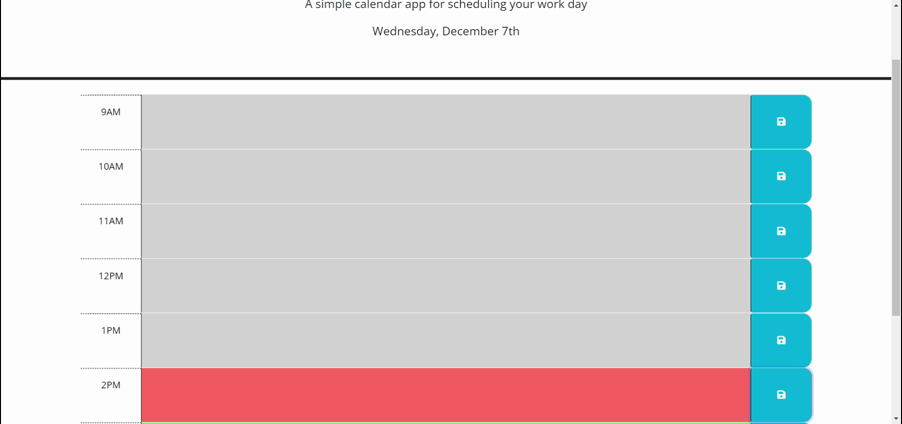 A simple calendar app for scheduling your work day
Wednesday, December 7th
9AM
10AM
11AM
12PM
1PM
2PM